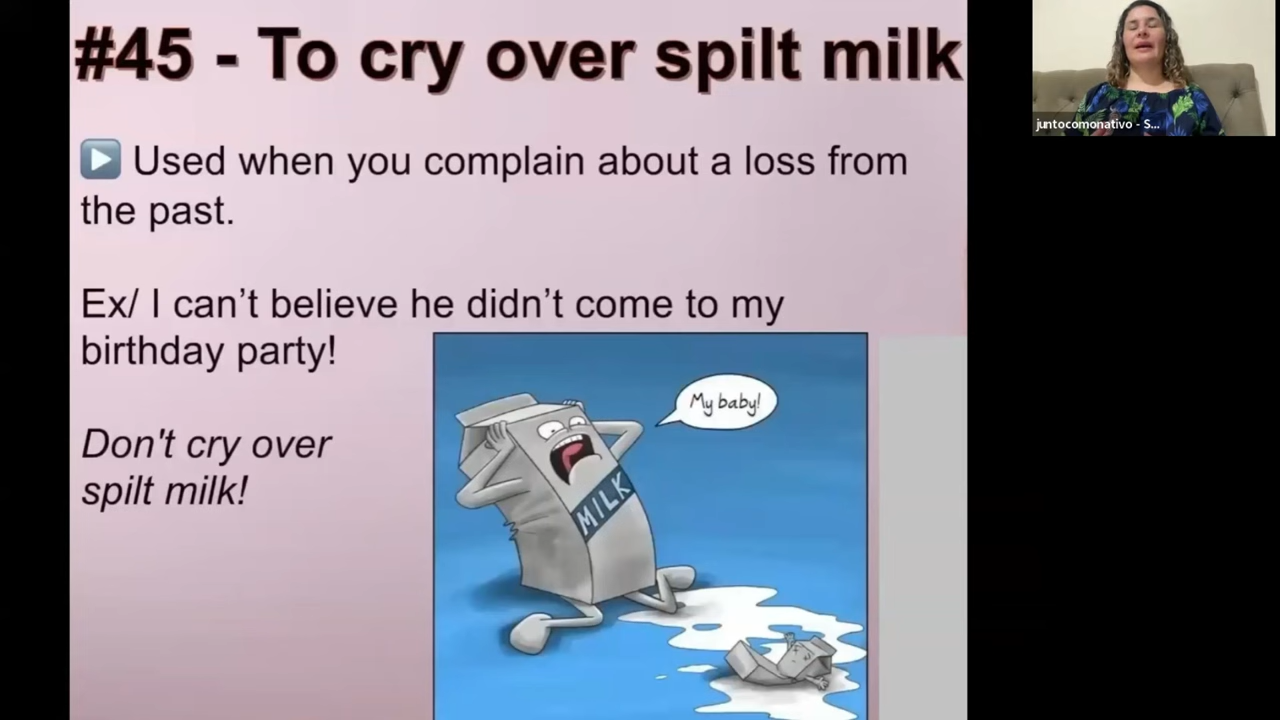 #45 - To cry over spilt milk
Used when you complain about a loss from
the past.
Ex/ I can’t believe he didn’t come to my
birthday party!
Don't cry over
spilt milk!
My baby!
MILK
juntocomonativo - S...